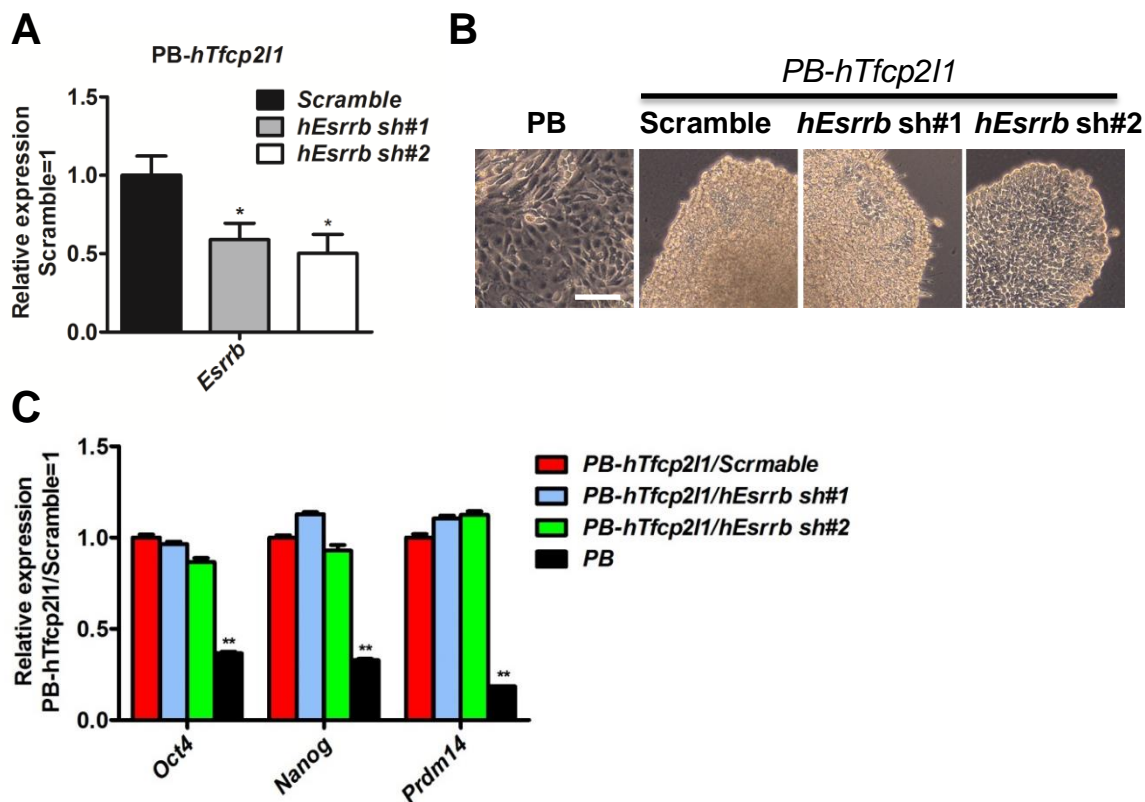 A
PB-hTfcp2l1
Relative expression
Scramble=1
1.5
1.0
0.5
0.0
Scramble
hEsrrb sh#1
hEsrrb sh#2
*
*
Esrrb
B
PB-hTfcp2l1
PB
Scramble
hEsrrb sh#1
hEsrrb sh#2
C
Relative expression
PB-hTfcp2l1/Scramble=1
1.5
1.0
0.5
0.0
PB-hTfcp2l1/Scrmable
PB-hTfcp2l1/hEsrrb sh#1
PB-hTfcp2l1/hEsrrb sh#2
PB
**
**
**
Oct4
Nanog
Prdm14